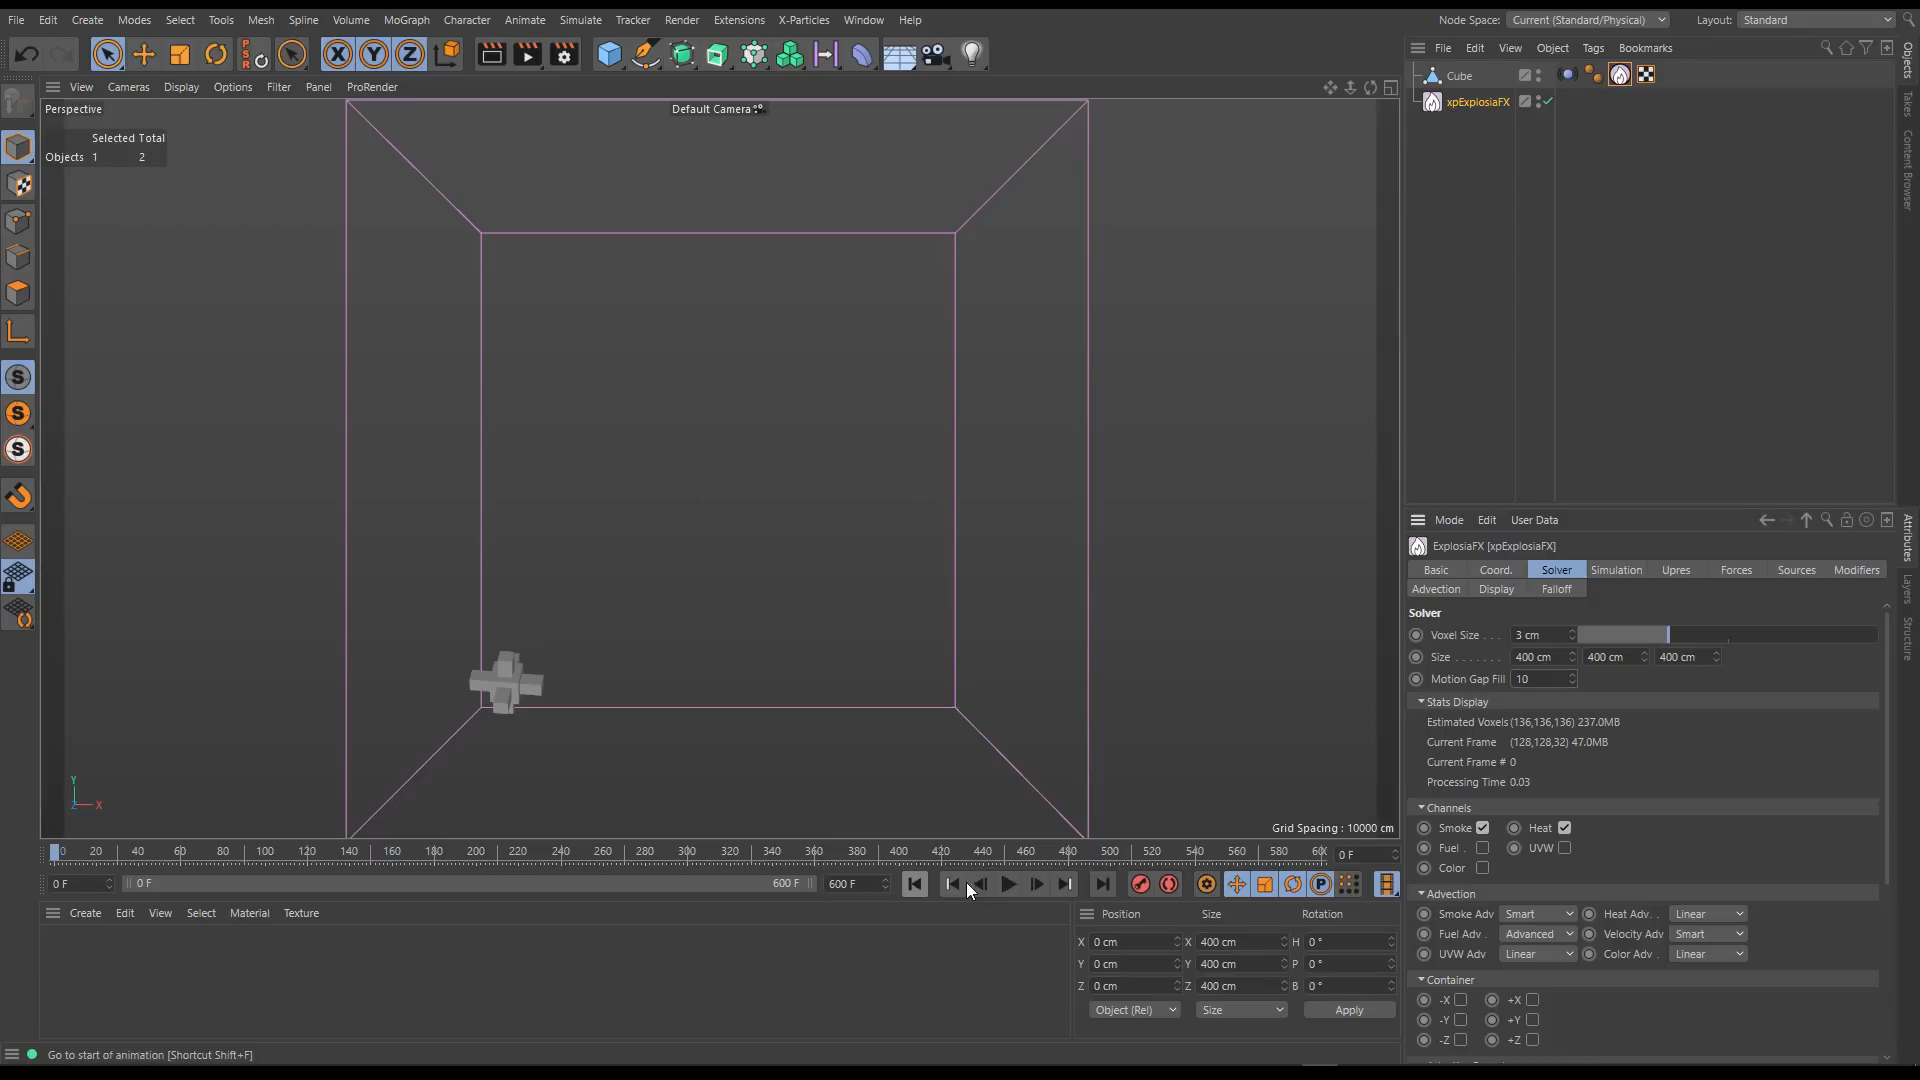 File Edit Create Modes Select Tools Mesh Spline Volume MoGraph Character Animate Simulate Tracker Render Extensions X-Particles Window Help Node Space: Current (Standard/Physical) Layout: Standard
P S R X Y Z File Edit View Object Tags Bookmarks
View Cameras Display Options Filter Panel ProRender
Cube
xpExplosiaFX
Perspective Default Camera
Selected Total
Objects 1 2
Objects
Takes
Content Browser
S
S
S
Mode Edit User Data
ExplosiaFX [xpExplosiaFX]
Basic Coord. Solver Simulation Upres Forces Sources Modifiers
Advection Display Falloff
Attributes
Layers
Structure
Solver
Voxel Size . . . 3 cm
Size . . . . . . . 400 cm 400 cm 400 cm
Motion Gap Fill 10
Stats Display
Estimated Voxels (136,136,136) 237.0MB
Current Frame (128,128,32) 47.0MB
Current Frame # 0
Processing Time 0.03
Channels
Smoke Heat
Fuel . UVW
Color
Advection
Smoke Adv Smart Heat Adv. . Linear
Fuel Adv . Advanced Velocity Adv Smart
UVW Adv Linear Color Adv . Linear
Container
-X +X
-Y +Y
-Z +Z
Y
Z X
Grid Spacing : 10000 cm
0 20 40 60 80 100 120 140 160 180 200 220 240 260 280 300 320 340 360 380 400 420 440 460 480 500 520 540 560 580 60 0 F
0 F 0 F 600 F 600 F P
Create Edit View Select Material Texture
Position Size Rotation
X 0 cm X 400 cm H 0 °
Y 0 cm Y 400 cm P 0 °
Z 0 cm Z 400 cm B 0 °
Object (Rel) Size Apply
Go to start of animation [Shortcut Shift+F]